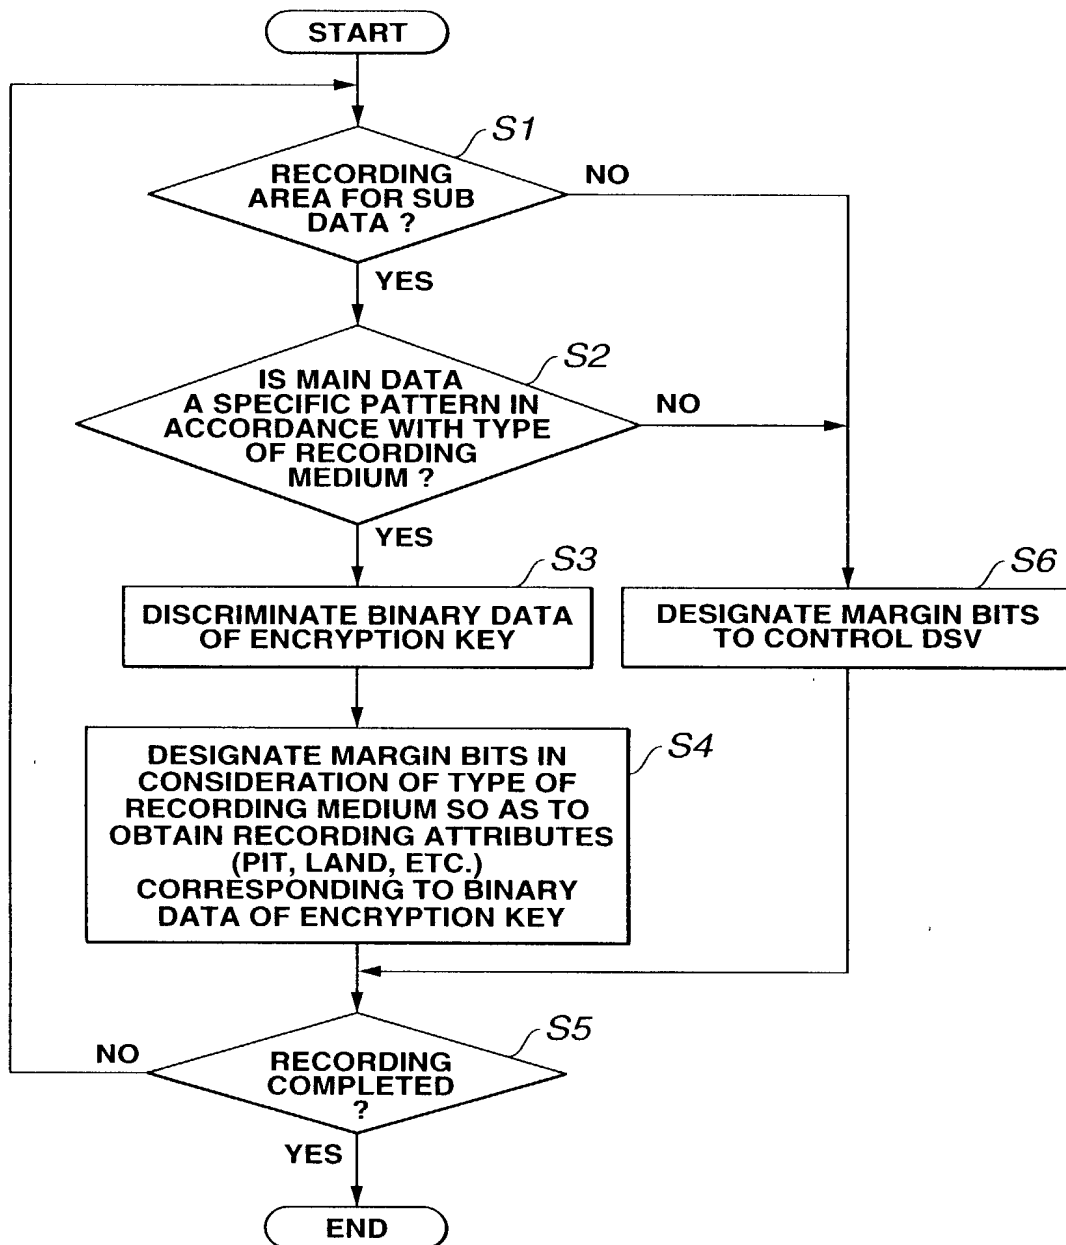 START
S1
RECORDING
AREA FOR SUB
DATA ?
NO
YES
S2
IS MAIN DATA
A SPECIFIC PATTERN IN
ACCORDANCE WITH TYPE
OF RECORDING
MEDIUM ?
NO
YES
S3
DISCRIMINATE BINARY DATA
OF ENCRYPTION KEY
S6
DESIGNATE MARGIN BITS
TO CONTROL DSV
S4
DESIGNATE MARGIN BITS IN
CONSIDERATION OF TYPE OF
RECORDING MEDIUM SO AS TO
OBTAIN RECORDING ATTRIBUTES
(PIT, LAND, ETC.)
CORRESPONDING TO BINARY
DATA OF ENCRYPTION KEY
S5
NO
RECORDING
COMPLETED
?
YES
END